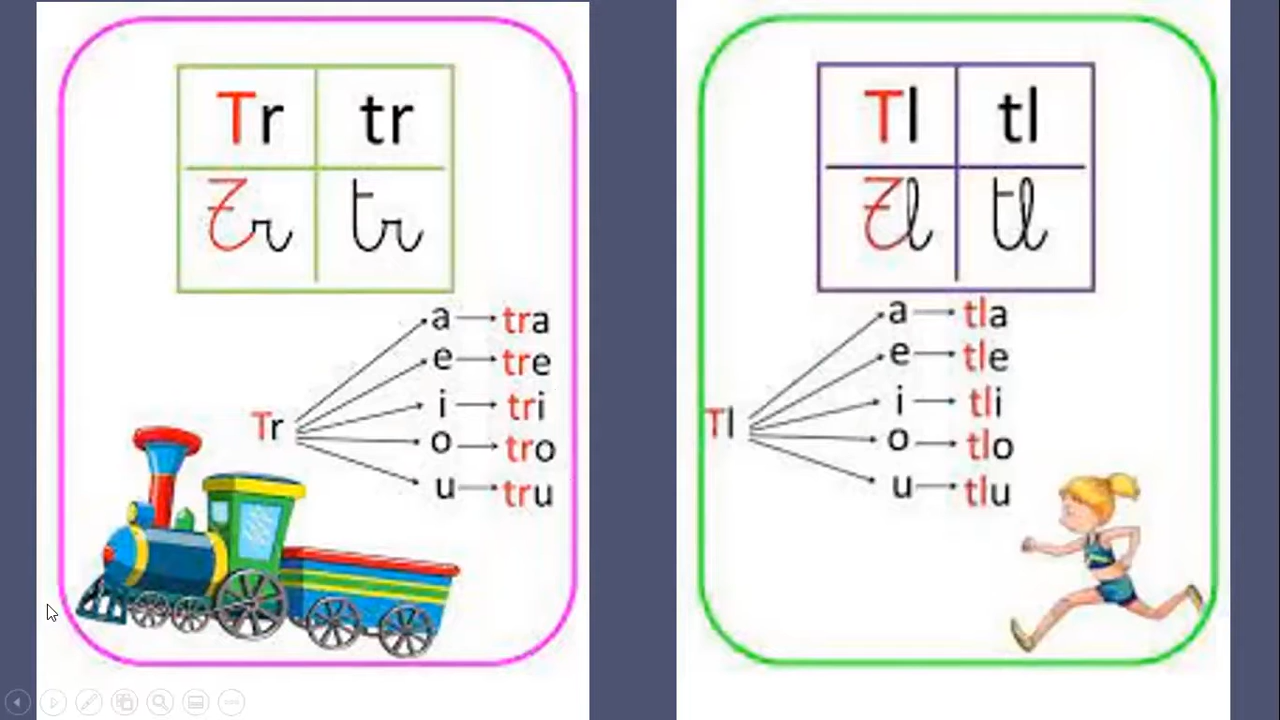 Tr tr
Tr tr
a tra
e tre
Tr i tri
o tro
u tru
Tl tl
Tl tl
a tla
e tle
Tl i tli
o tlo
u tlu